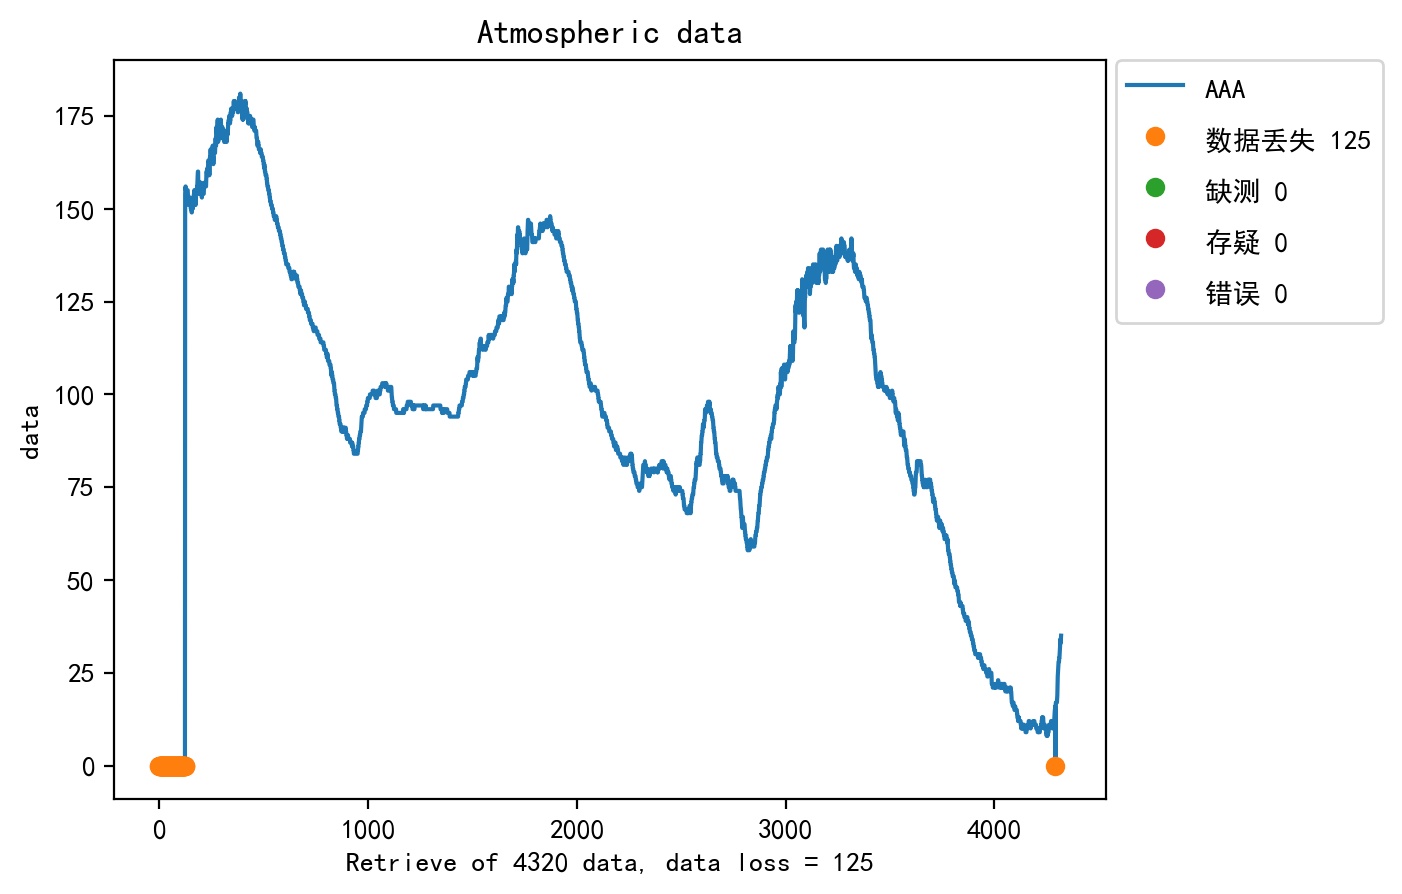 Atmospheric data
175
150
125
100
75
50
25
0
data
0 1000 2000 3000 4000
Retrieve of 4320 data, data loss = 125
AAA
数据丢失 125
缺测 0
存疑 0
错误 0